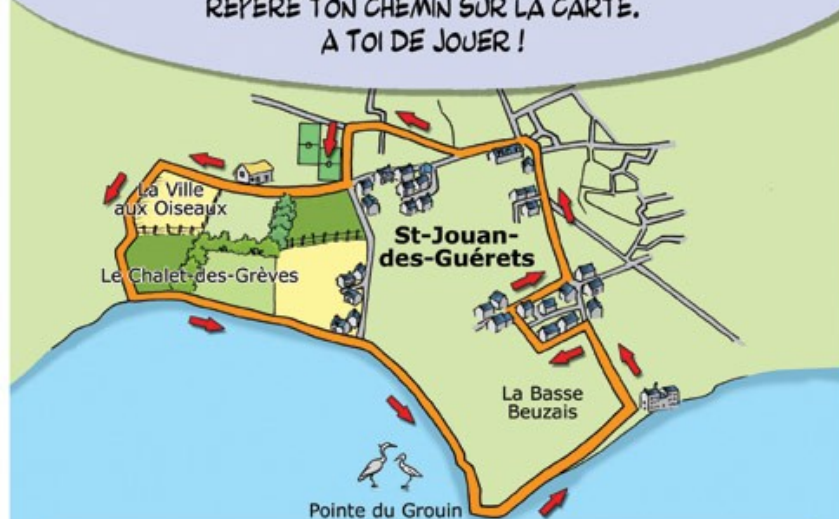 REPÈRE TON CHEMIN SUR LA CARTE.
A TOI DE JOUER !
La Ville
aux Oiseaux
St-Jouan-
des-Guérets
Le Chalet-des-Grèves
La Basse
Beuzais
Pointe du Grouin